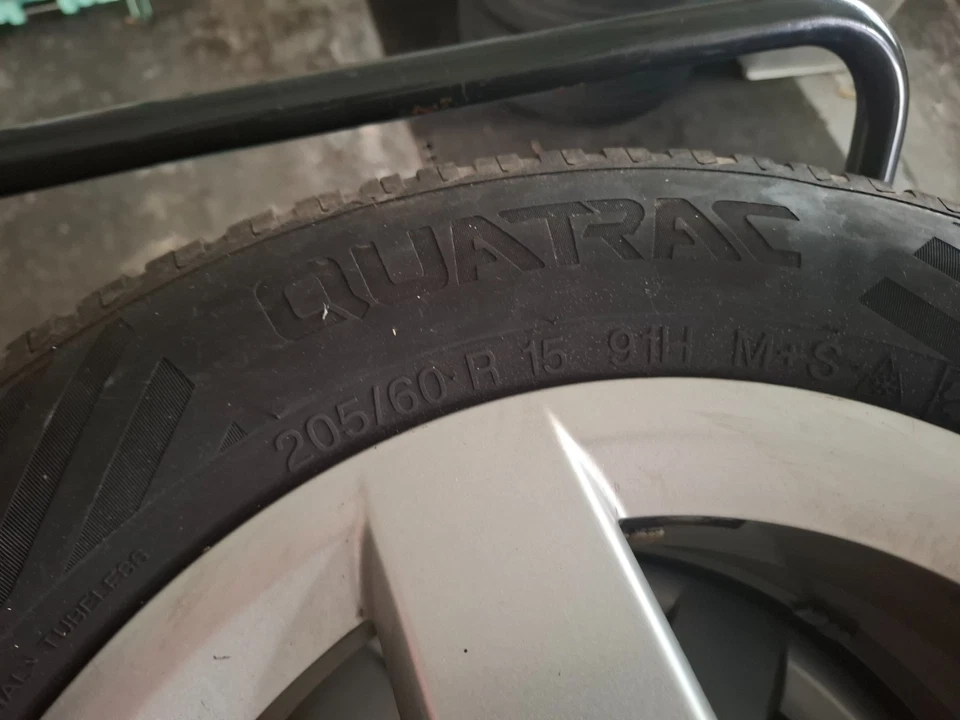 QUATRAC
205/60 R 15 91H M+S
TUBELESS